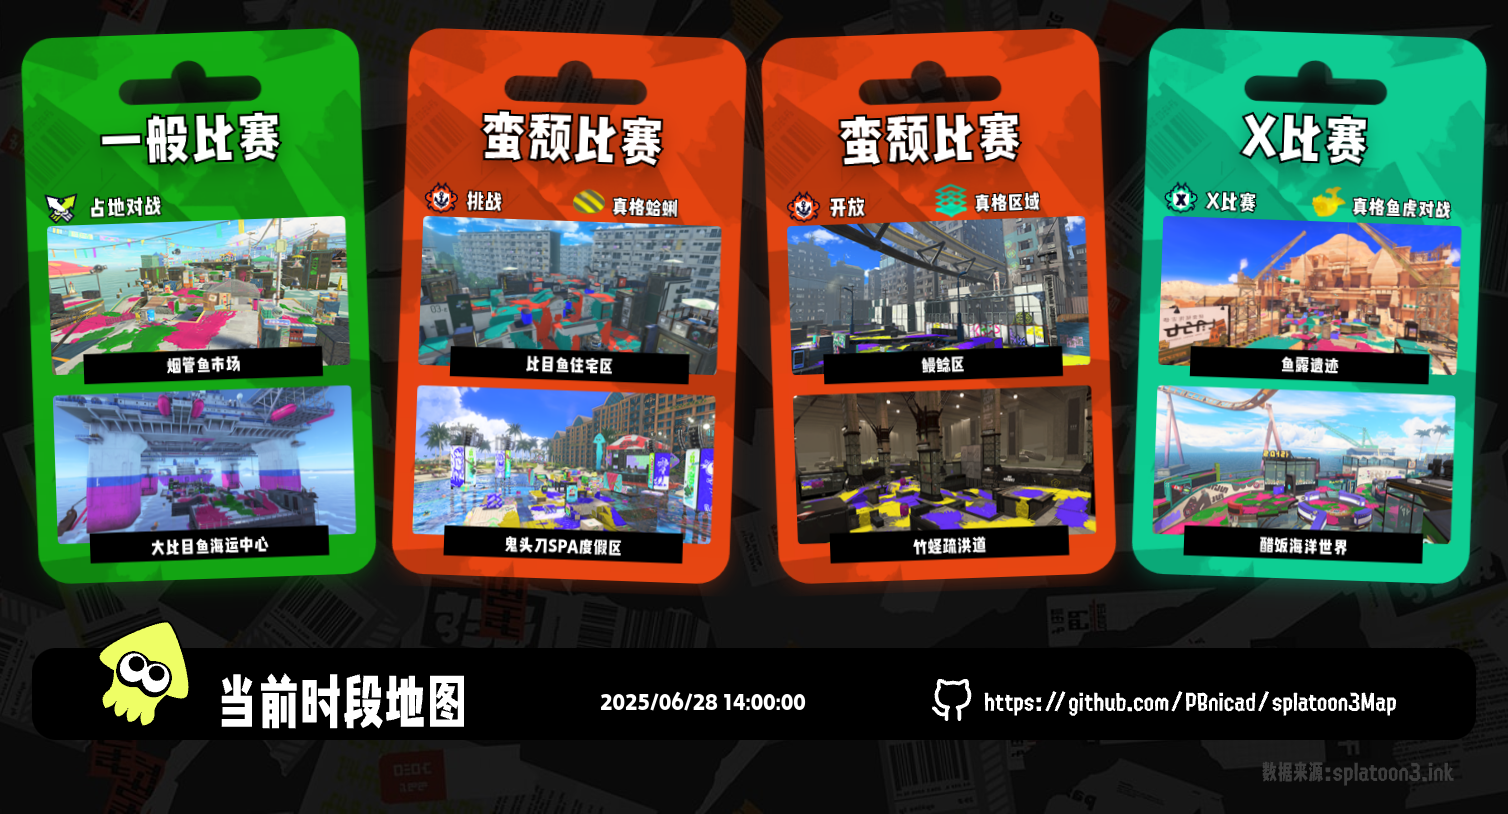 一般比赛
占地对战
烟管鱼市场
大比目鱼海运中心
蛮颓比赛
挑战
真格蛤蜊
比目鱼住宅区
鬼头刀SPA度假区
蛮颓比赛
开放
真格区域
鳗鲶区
竹蛏疏洪道
X比赛
X比赛
真格鱼虎对战
鱼露遗迹
醋饭海洋世界
当前时段地图
2025/06/28 14:00:00
https://github.com/PBnicad/splatoon3Map
数据来源:splatoon3.ink